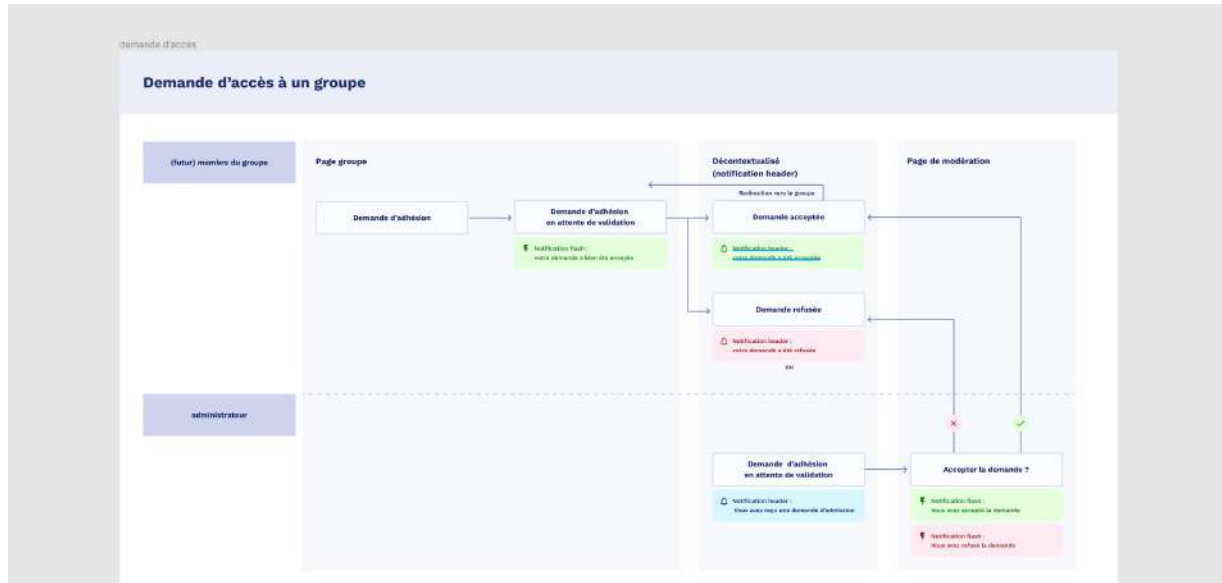 demande d'accès
Demande d'accès à un groupe
(futur) membre du groupe
Page groupe
Décontextualisé
(notification header)
Page de modération
Redirection vers le groupe
Demande d'adhésion
Demande d'adhésion
en attente de validation
Demande acceptée
Notification flash :
votre demande a bien été envoyée
Notification header :
votre demande a été acceptée
Demande refusée
Notification header :
votre demande a été refusée
administrateur
Demande d'adhésion
en attente de validation
Accepter la demande ?
Notification header :
Vous avez reçu une demande d'admission
Notification flash :
Vous avez accepté la demande
Notification flash :
Vous avez refusé la demande